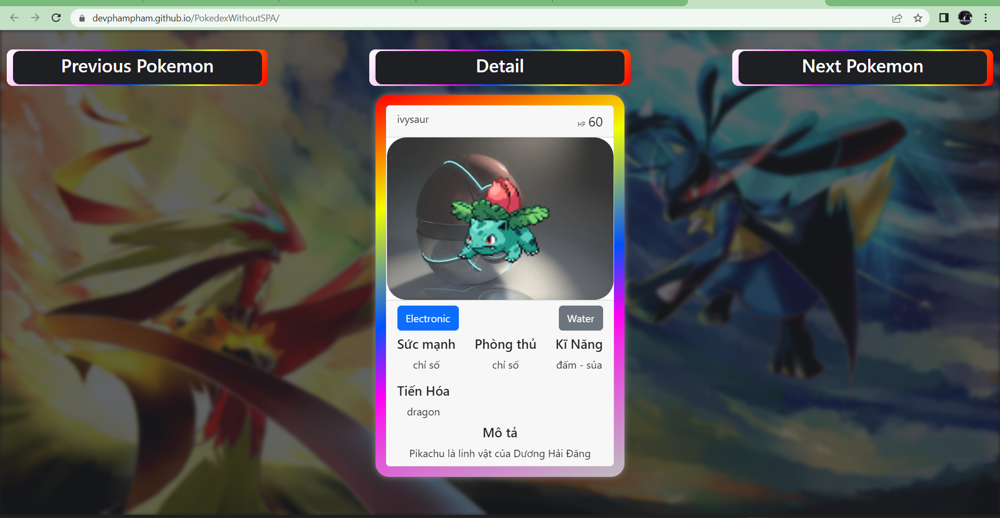 devphampham.github.io/PokedexWithoutSPA/
Previous Pokemon
Detail
Next Pokemon
ivysaur
HP 60
Electronic
Water
Sức mạnh
Phòng thủ
Kĩ Năng
chỉ số
chỉ số
đấm - sủa
Tiến Hóa
dragon
Mô tả
Pikachu là linh vật của Dương Hải Đăng